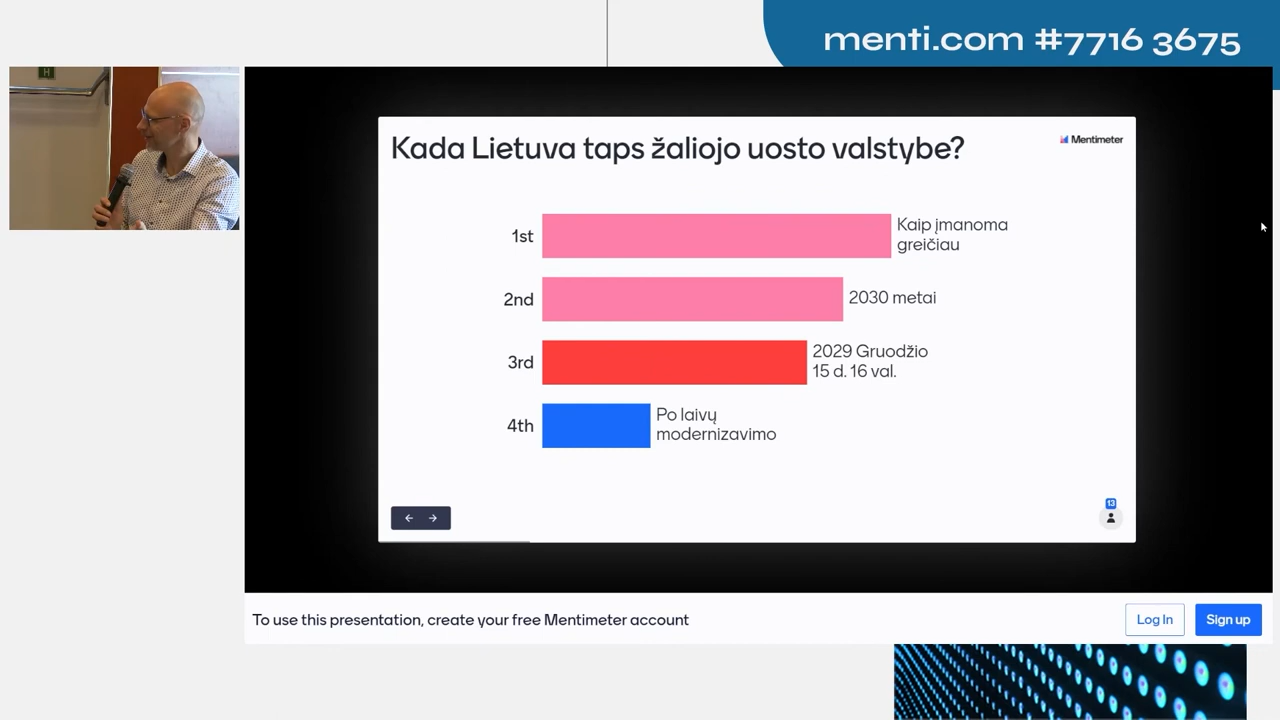 menti.com #7716 3675
H
Kada Lietuva taps žaliojo uosto valstybe?
Mentimeter
1st
Kaip įmanoma
greičiau
2nd
2030 metai
3rd
2029 Gruodžio
15 d. 16 val.
4th
Po laivų
modernizavimo
13
To use this presentation, create your free Mentimeter account
Log In
Sign up